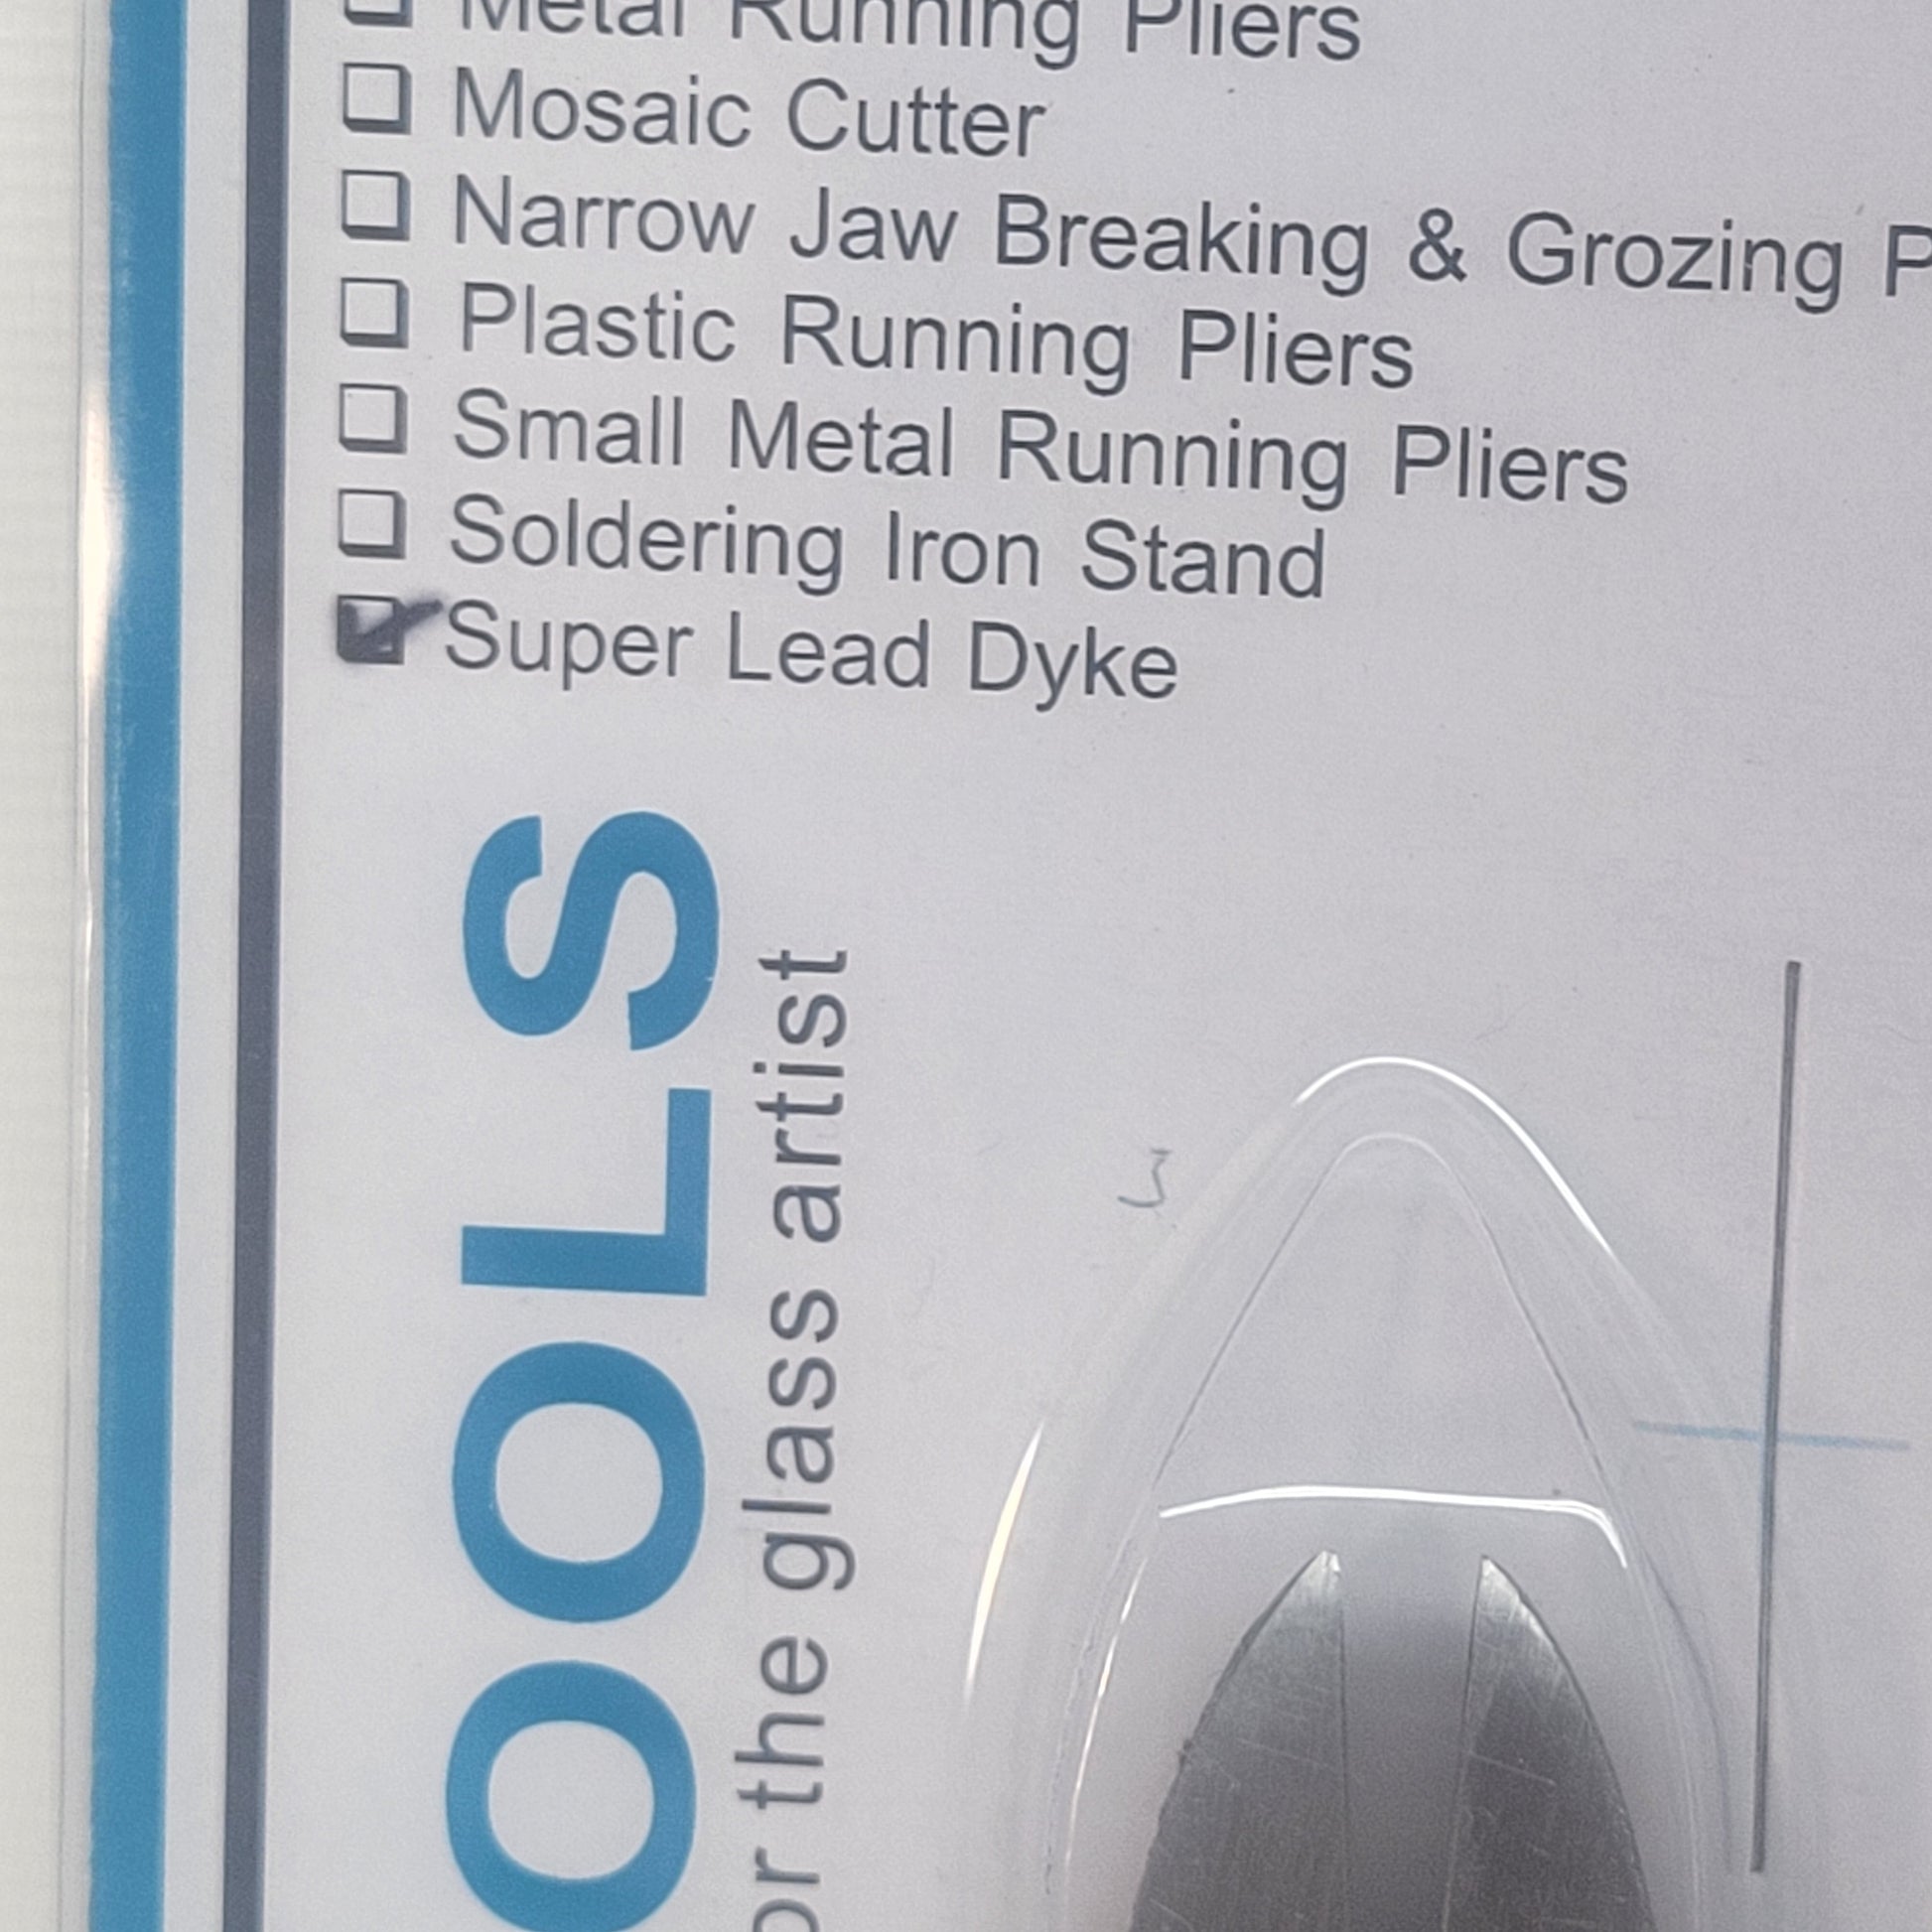 Metal Running Pliers
Mosaic Cutter
Narrow Jaw Breaking & Grozing P
Plastic Running Pliers
Small Metal Running Pliers
Soldering Iron Stand
Super Lead Dyke
OOLS
or the glass artist